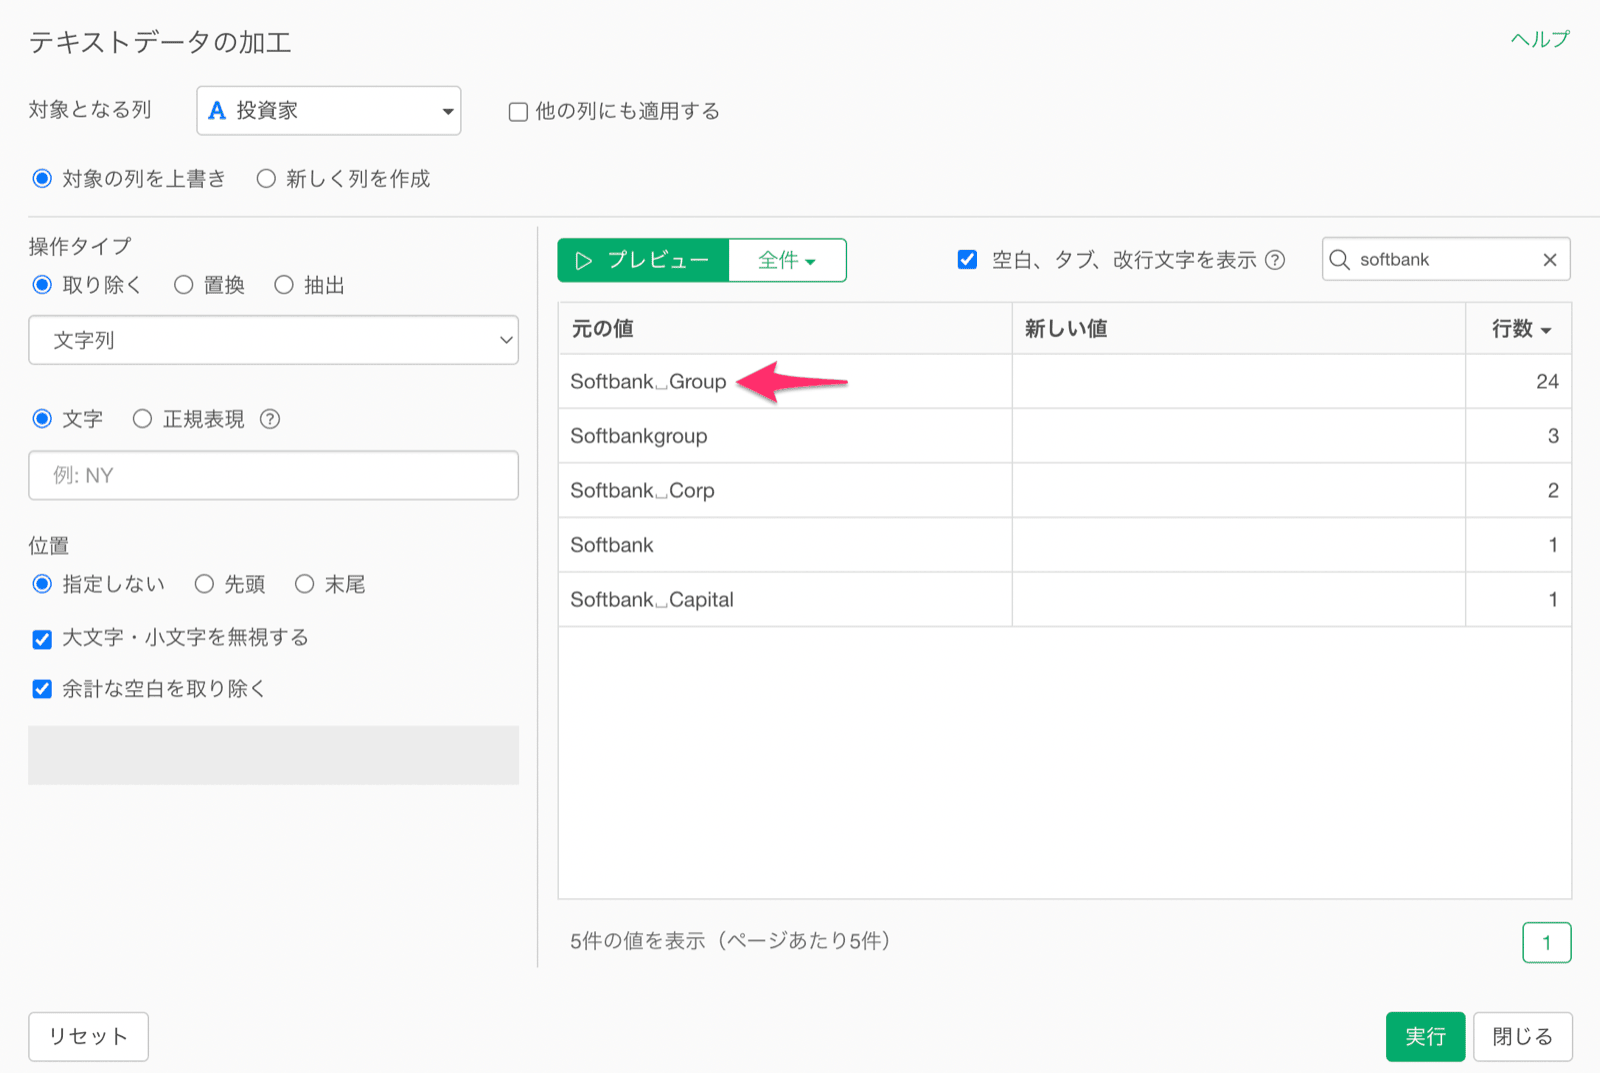 テキストデータの加工
ヘルプ
対象となる列
A 投資家
他の列にも適用する
対象の列を上書き 新しく列を作成
操作タイプ
取り除く 置換 抽出
文字列
文字 正規表現 ?
例: NY
位置
指定しない 先頭 末尾
大文字・小文字を無視する
余計な空白を取り除く
プレビュー 全件
空白、タブ、改行文字を表示 ?
softbank
元の値 新しい値 行数
Softbank⎵Group 24
Softbankgroup 3
Softbank⎵Corp 2
Softbank 1
Softbank⎵Capital 1
5件の値を表示（ページあたり5件）
1
リセット
実行 閉じる